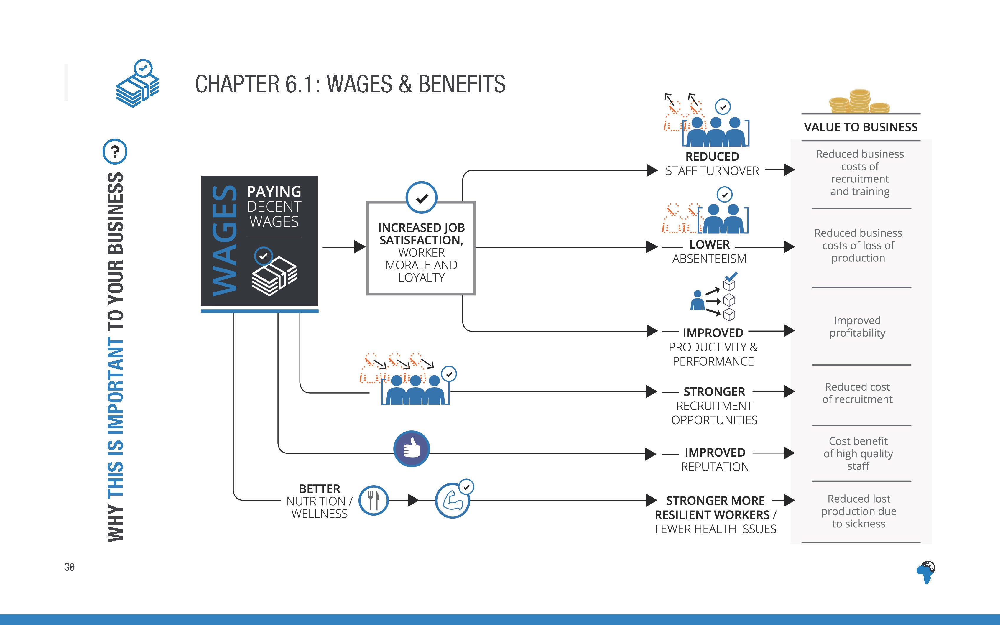 CHAPTER 6.1: WAGES & BENEFITS
WHY THIS IS IMPORTANT TO YOUR BUSINESS
?
WAGES
PAYING
DECENT
WAGES
INCREASED JOB
SATISFACTION,
WORKER
MORALE AND
LOYALTY
BETTER
NUTRITION /
WELLNESS
REDUCED
STAFF TURNOVER
LOWER
ABSENTEEISM
IMPROVED
PRODUCTIVITY &
PERFORMANCE
STRONGER
RECRUITMENT
OPPORTUNITIES
IMPROVED
REPUTATION
STRONGER MORE
RESILIENT WORKERS /
FEWER HEALTH ISSUES
VALUE TO BUSINESS
Reduced business
costs of
recruitment
and training
Reduced business
costs of loss of
production
Improved
profitability
Reduced cost
of recruitment
Cost benefit
of high quality
staff
Reduced lost
production due
to sickness
38